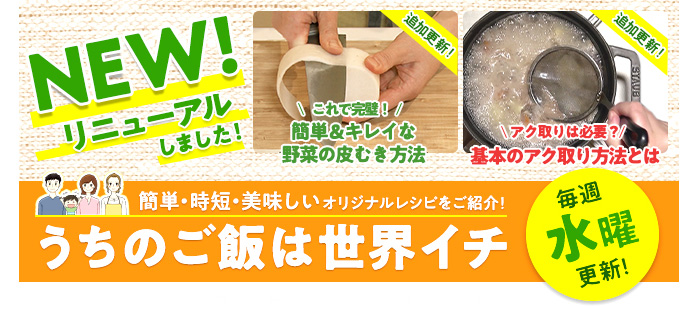 NEW!
リニューアル
しました!
追加更新!
これで完璧!
簡単&キレイな
野菜の皮むき方法
追加更新!
STAUB
アク取りは必要?
基本のアク取り方法とは
簡単・時短・美味しいオリジナルレシピをご紹介!
うちのご飯は世界イチ
毎週
水曜
更新!